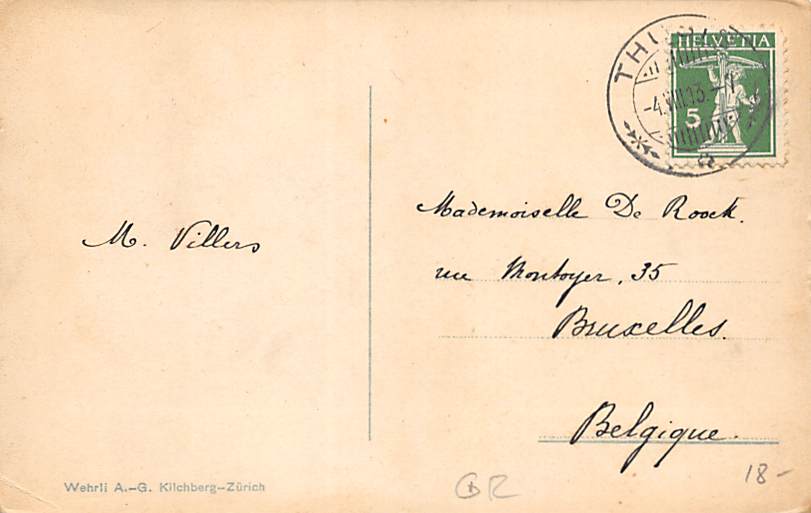 HELVETIA
5
M. Villers
Mademoiselle De Roock.
rue Montoyer, 35
Bruxelles.
Belgique.
Wehrli A.-G. Kilchberg-Zürich
18-